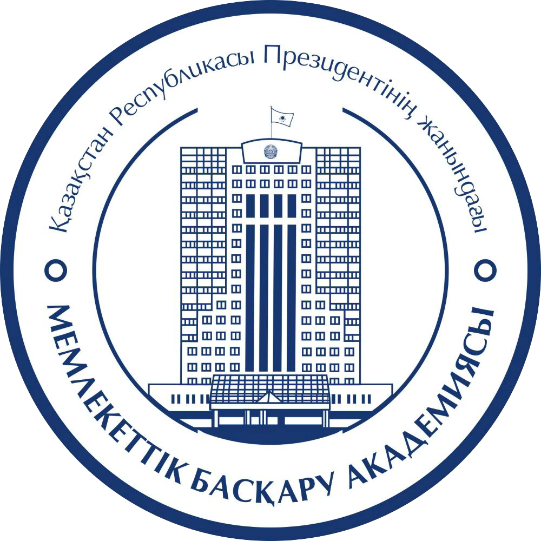 Қазақстан Республикасы Президентінің жанындағы
МЕМЛЕКЕТТІК БАСҚАРУ АКАДЕМИЯСЫ